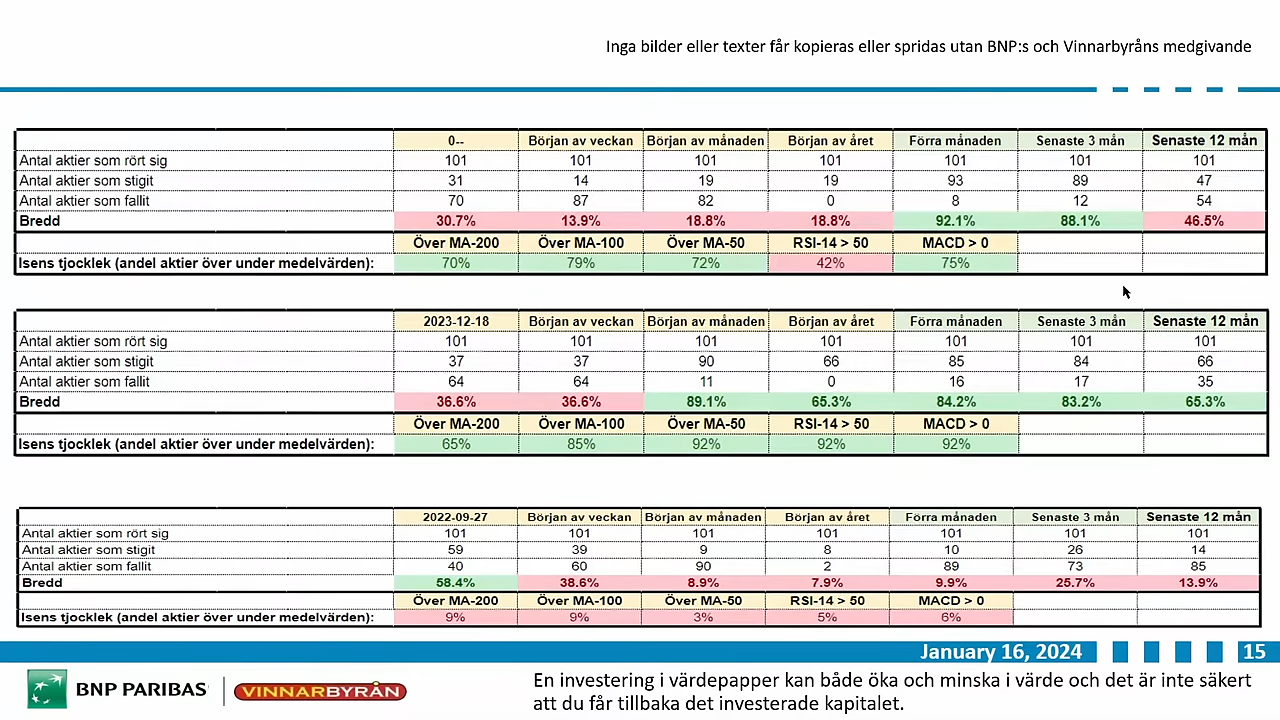 Inga bilder eller texter får kopieras eller spridas utan BNP:s och Vinnarbyråns medgivande
0-- Början av veckan Början av månaden Början av året Förra månaden Senaste 3 mån Senaste 12 mån
Antal aktier som rört sig 101 101 101 101 101 101 101
Antal aktier som stigit 31 14 19 19 93 89 47
Antal aktier som fallit 70 87 82 0 8 12 54
Bredd 30.7% 13.9% 18.8% 18.8% 92.1% 88.1% 46.5%
Över MA-200 Över MA-100 Över MA-50 RSI-14 > 50 MACD > 0
Isens tjocklek (andel aktier över under medelvärden): 70% 79% 72% 42% 75%
2023-12-18 Början av veckan Början av månaden Början av året Förra månaden Senaste 3 mån Senaste 12 mån
Antal aktier som rört sig 101 101 101 101 101 101 101
Antal aktier som stigit 37 37 90 66 85 84 66
Antal aktier som fallit 64 64 11 0 16 17 35
Bredd 36.6% 36.6% 89.1% 65.3% 84.2% 83.2% 65.3%
Över MA-200 Över MA-100 Över MA-50 RSI-14 > 50 MACD > 0
Isens tjocklek (andel aktier över under medelvärden): 65% 85% 92% 92% 92%
2022-09-27 Början av veckan Början av månaden Början av året Förra månaden Senaste 3 mån Senaste 12 mån
Antal aktier som rört sig 101 101 101 101 101 101 101
Antal aktier som stigit 59 39 9 8 10 26 14
Antal aktier som fallit 40 60 90 2 89 73 85
Bredd 58.4% 38.6% 8.9% 7.9% 9.9% 25.7% 13.9%
Över MA-200 Över MA-100 Över MA-50 RSI-14 > 50 MACD > 0
Isens tjocklek (andel aktier över under medelvärden): 9% 9% 3% 5% 6%
January 16, 2024 15
BNP PARIBAS VINNARBYRÅN
En investering i värdepapper kan både öka och minska i värde och det är inte säkert
att du får tillbaka det investerade kapitalet.